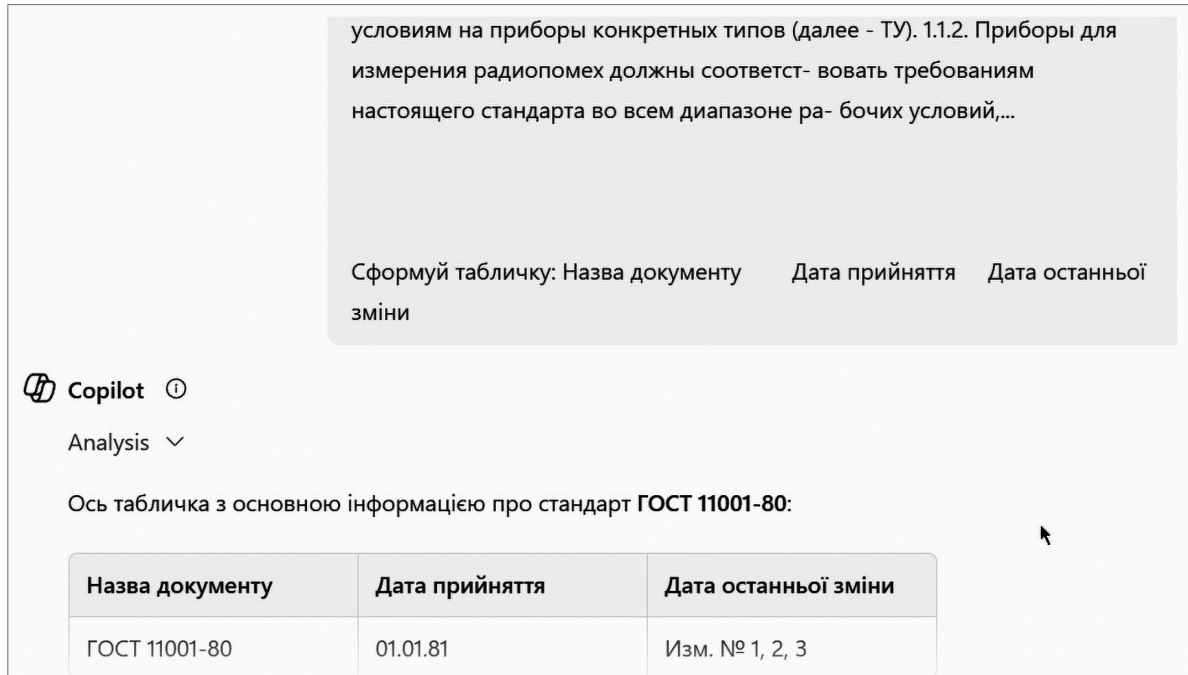 условиям на приборы конкретных типов (далее - ТУ). 1.1.2. Приборы для
измерения радиопомех должны соответст- вовать требованиям
настоящего стандарта во всем диапазоне ра- бочих условий,...
Сформуй табличку: Назва документу Дата прийняття Дата останньої
зміни
Copilot
Analysis
Ось табличка з основною інформацією про стандарт ГОСТ 11001-80:
Назва документу Дата прийняття Дата останньої зміни
ГОСТ 11001-80 01.01.81 Изм. № 1, 2, 3